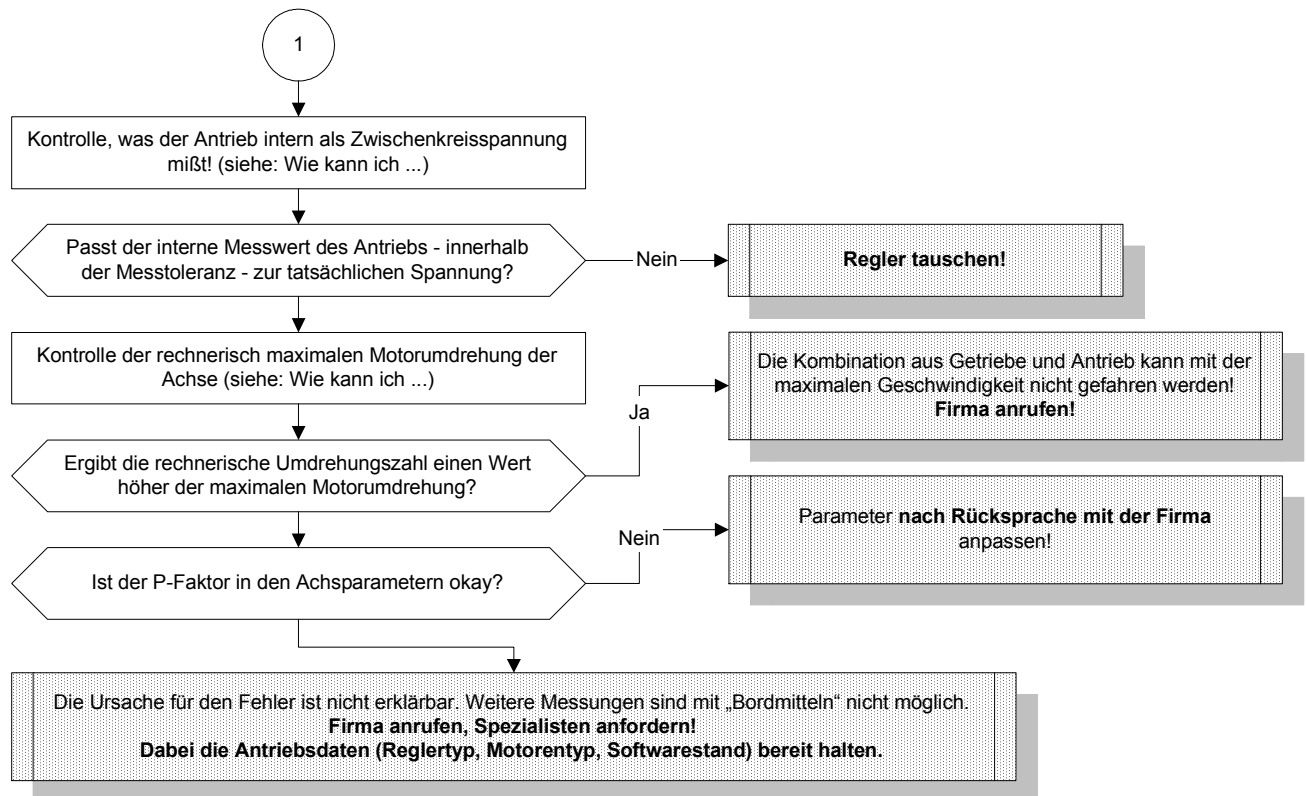 1
Kontrolle, was der Antrieb intern als Zwischenkreisspannung
mißt! (siehe: Wie kann ich ...)
Passt der interne Messwert des Antriebs - innerhalb
der Messtoleranz - zur tatsächlichen Spannung?
Nein
Regler tauschen!
Kontrolle der rechnerisch maximalen Motorumdrehung der
Achse (siehe: Wie kann ich ...)
Die Kombination aus Getriebe und Antrieb kann mit der
maximalen Geschwindigkeit nicht gefahren werden!
Firma anrufen!
Ja
Ergibt die rechnerische Umdrehungszahl einen Wert
höher der maximalen Motorumdrehung?
Parameter nach Rücksprache mit der Firma
anpassen!
Nein
Ist der P-Faktor in den Achsparametern okay?
Die Ursache für den Fehler ist nicht erklärbar. Weitere Messungen sind mit „Bordmitteln“ nicht möglich.
Firma anrufen, Spezialisten anfordern!
Dabei die Antriebsdaten (Reglertyp, Motorentyp, Softwarestand) bereit halten.